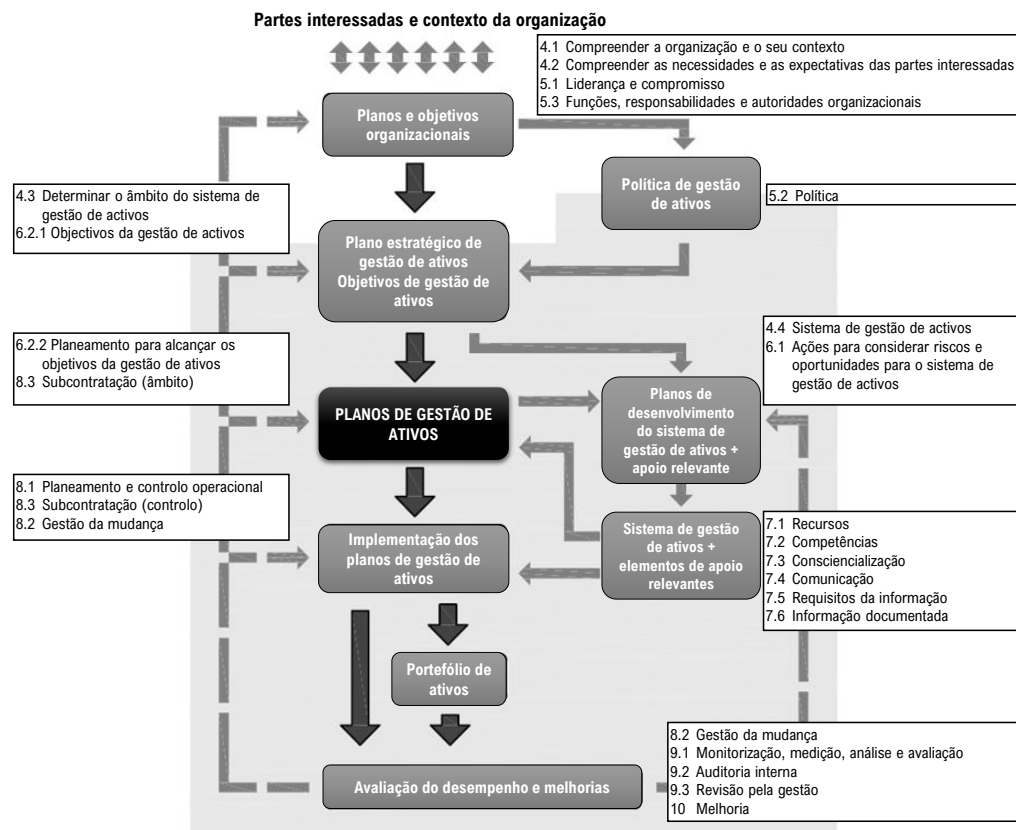 Partes interessadas e contexto da organização
4.1 Compreender a organização e o seu contexto
4.2 Compreender as necessidades e as expectativas das partes interessadas
5.1 Liderança e compromisso
5.3 Funções, responsabilidades e autoridades organizacionais
Planos e objetivos
organizacionais
Política de gestão
de ativos
5.2 Política
4.3 Determinar o âmbito do sistema de
gestão de activos
6.2.1 Objectivos da gestão de activos
Plano estratégico de
gestão de ativos
Objetivos de gestão de
ativos
6.2.2 Planeamento para alcançar os
objetivos da gestão de ativos
8.3 Subcontratação (âmbito)
4.4 Sistema de gestão de activos
6.1 Ações para considerar riscos e
oportunidades para o sistema de
gestão de activos
PLANOS DE GESTÃO DE
ATIVOS
Planos de
desenvolvimento
do sistema de
gestão de ativos +
apoio relevante
8.1 Planeamento e controlo operacional
8.3 Subcontratação (controlo)
8.2 Gestão da mudança
Implementação dos
planos de gestão de
ativos
Sistema de gestão
de ativos +
elementos de apoio
relevantes
7.1 Recursos
7.2 Competências
7.3 Consciencialização
7.4 Comunicação
7.5 Requisitos da informação
7.6 Informação documentada
Portefólio de
ativos
8.2 Gestão da mudança
9.1 Monitorização, medição, análise e avaliação
9.2 Auditoria interna
9.3 Revisão pela gestão
10 Melhoria
Avaliação do desempenho e melhorias